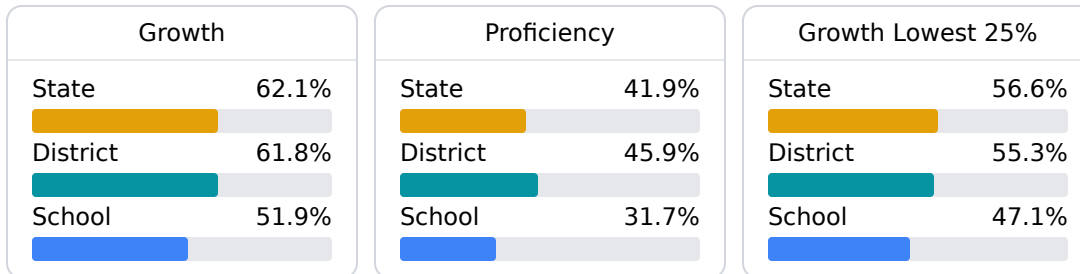 Growth
State 62.1%
District 61.8%
School 51.9%
Proficiency
State 41.9%
District 45.9%
School 31.7%
Growth Lowest 25%
State 56.6%
District 55.3%
School 47.1%